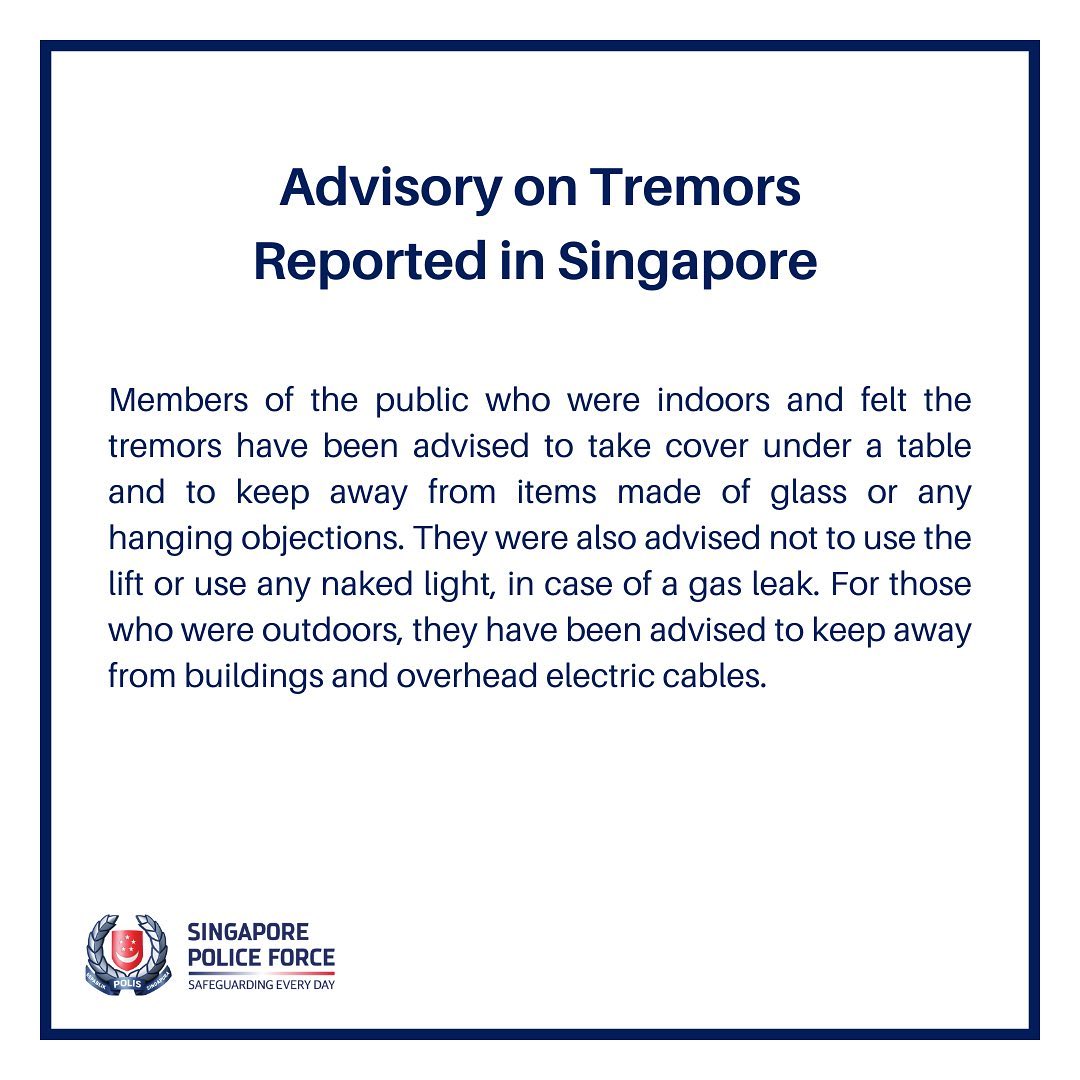 Advisory on Tremors
Reported in Singapore
Members of the public who were indoors and felt the
tremors have been advised to take cover under a table
and to keep away from items made of glass or any
hanging objections. They were also advised not to use the
lift or use any naked light, in case of a gas leak. For those
who were outdoors, they have been advised to keep away
from buildings and overhead electric cables.
REPUBLIK POLIS SINGAPURA
SINGAPORE
POLICE FORCE
SAFEGUARDING EVERY DAY